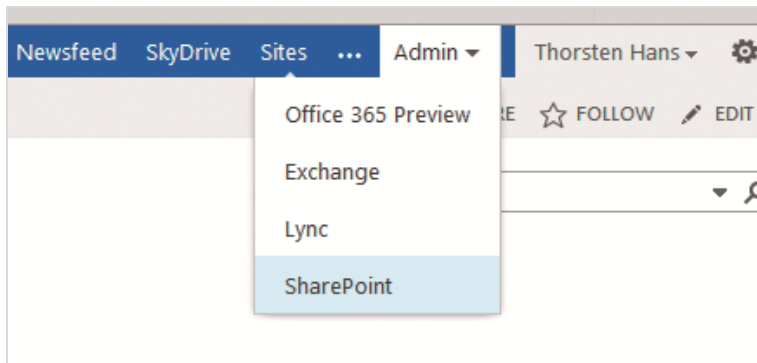 Newsfeed SkyDrive Sites ... Admin Thorsten Hans
Office 365 Preview FOLLOW EDIT
Exchange
Lync
SharePoint